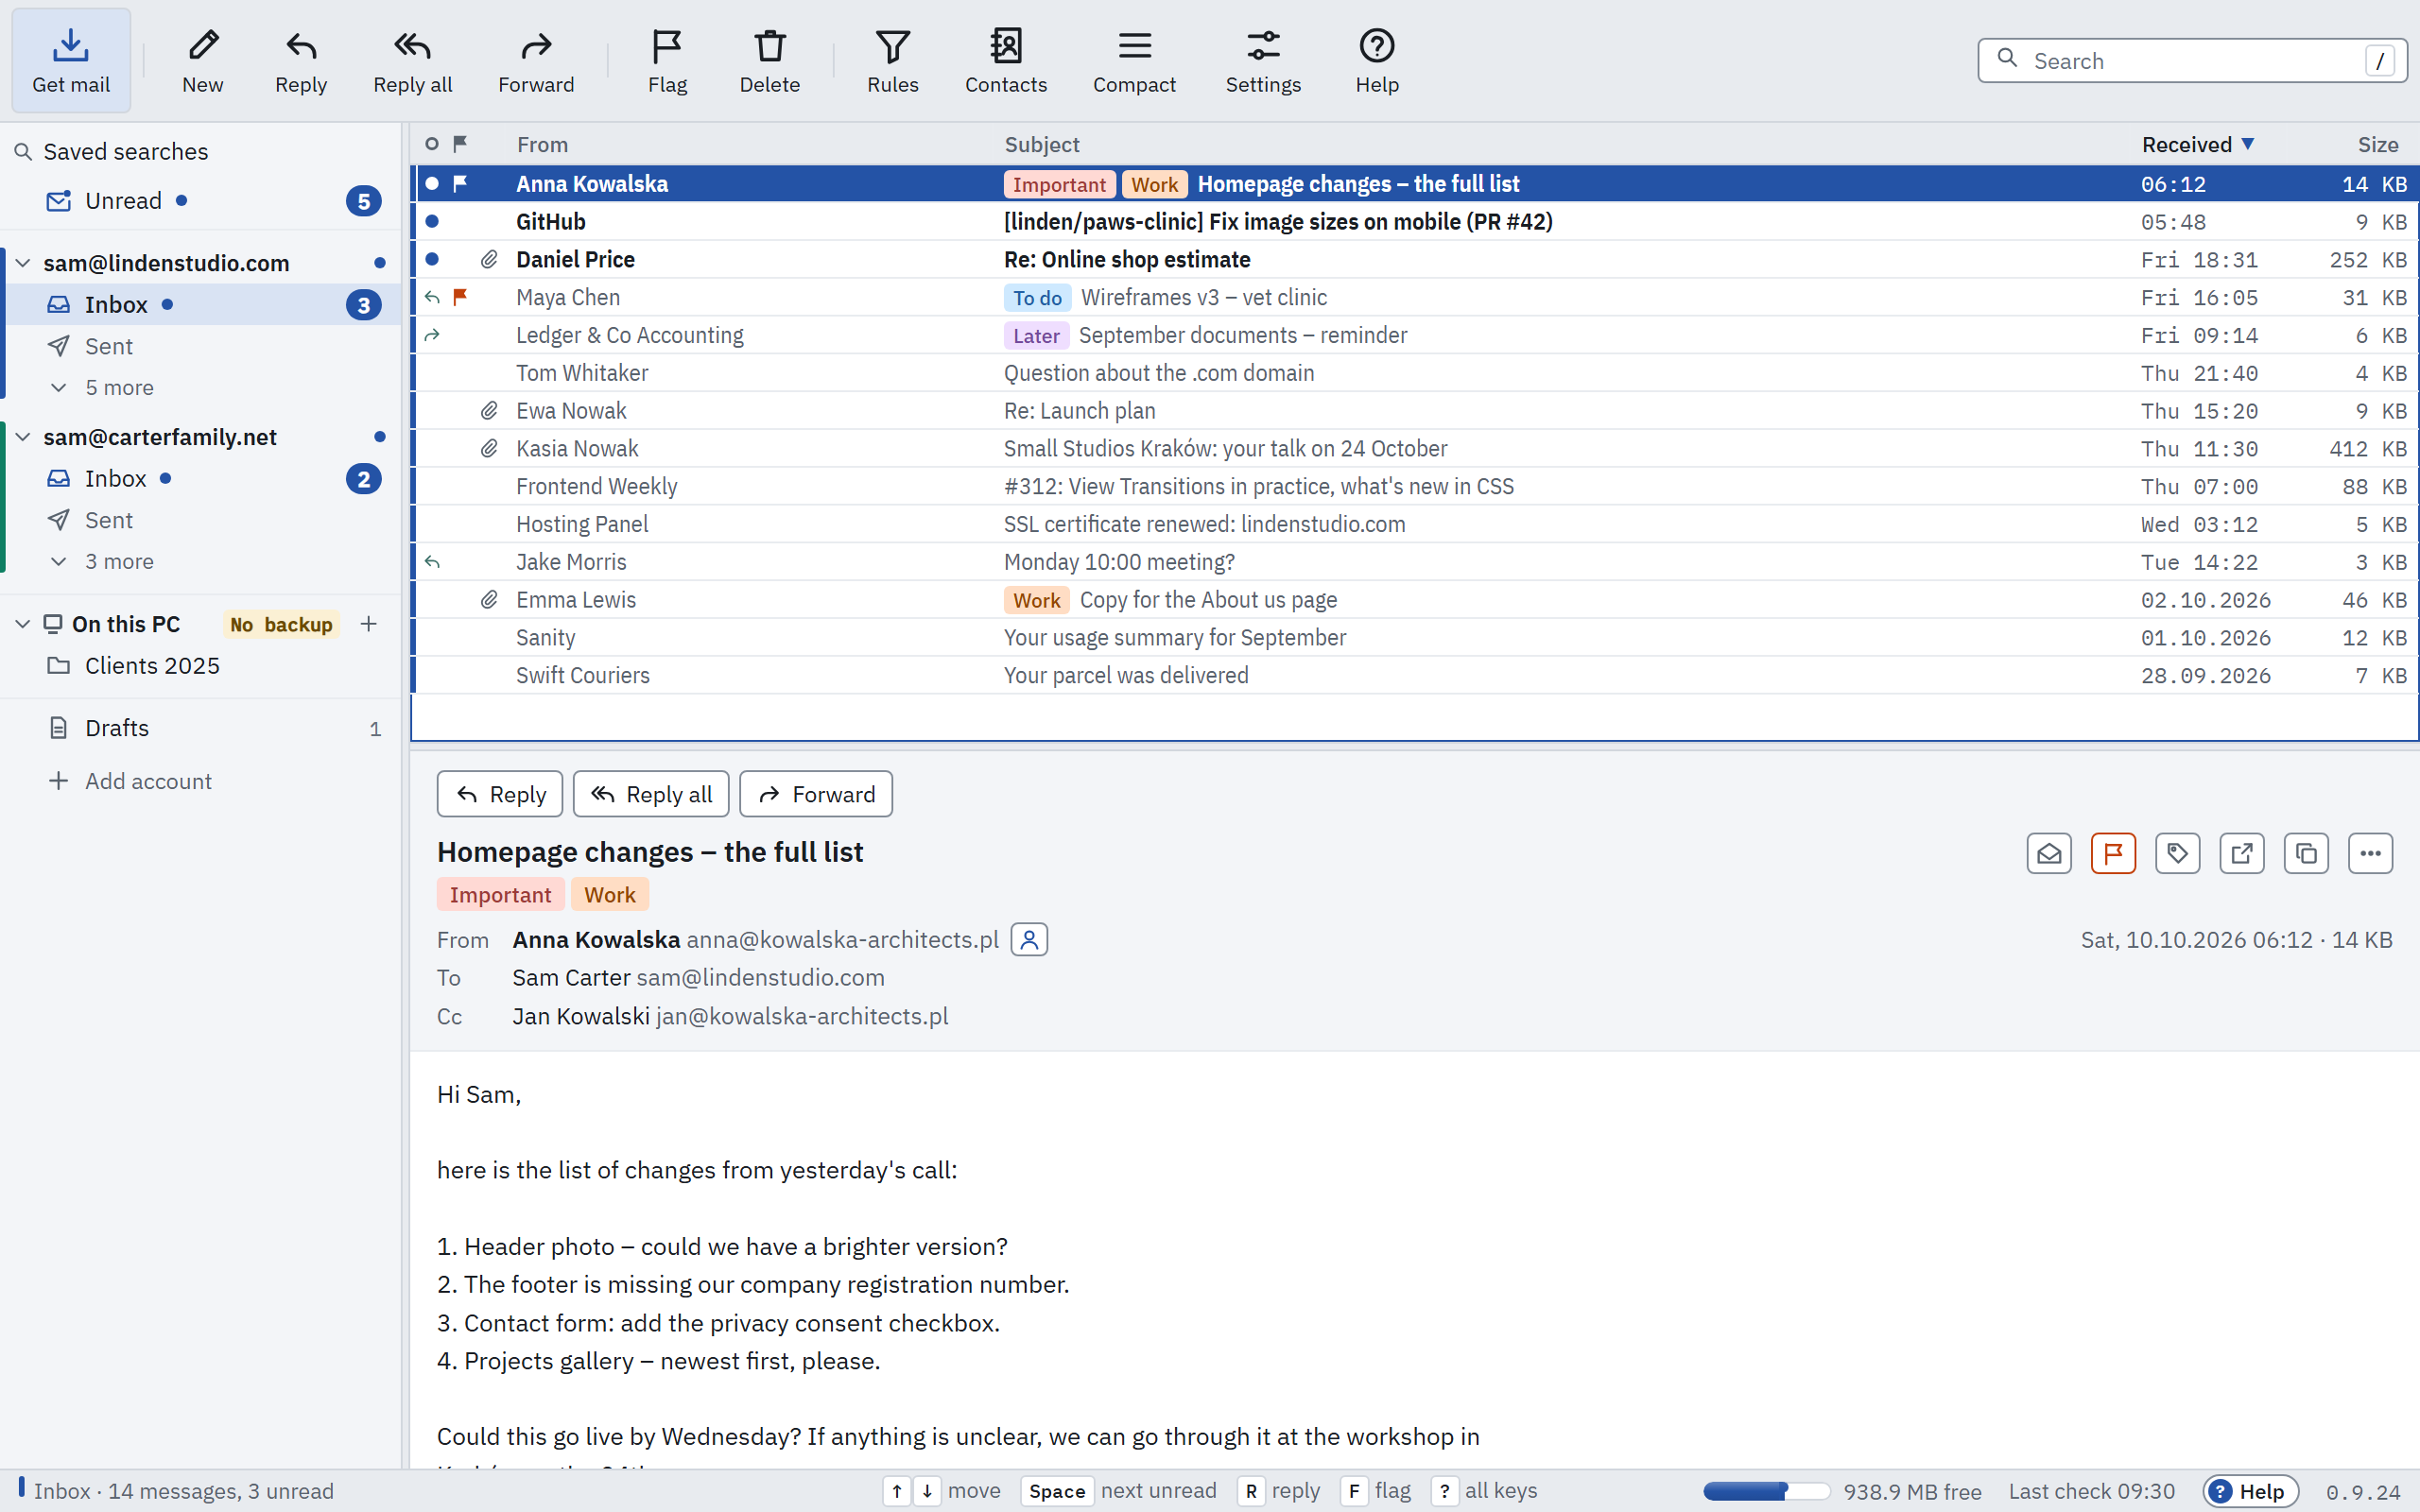 Get mail New Reply Reply all Forward Flag Delete Rules Contacts Compact Settings Help Search /
Saved searches
Unread 5
sam@lindenstudio.com
Inbox 3
Sent
5 more
sam@carterfamily.net
Inbox 2
Sent
3 more
On this PC No backup
Clients 2025
Drafts 1
Add account
From Subject Received Size
Anna Kowalska Important Work Homepage changes – the full list 06:12 14 KB
GitHub [linden/paws-clinic] Fix image sizes on mobile (PR #42) 05:48 9 KB
Daniel Price Re: Online shop estimate Fri 18:31 252 KB
Maya Chen To do Wireframes v3 – vet clinic Fri 16:05 31 KB
Ledger & Co Accounting Later September documents – reminder Fri 09:14 6 KB
Tom Whitaker Question about the .com domain Thu 21:40 4 KB
Ewa Nowak Re: Launch plan Thu 15:20 9 KB
Kasia Nowak Small Studios Kraków: your talk on 24 October Thu 11:30 412 KB
Frontend Weekly #312: View Transitions in practice, what's new in CSS Thu 07:00 88 KB
Hosting Panel SSL certificate renewed: lindenstudio.com Wed 03:12 5 KB
Jake Morris Monday 10:00 meeting? Tue 14:22 3 KB
Emma Lewis Work Copy for the About us page 02.10.2026 46 KB
Sanity Your usage summary for September 01.10.2026 12 KB
Swift Couriers Your parcel was delivered 28.09.2026 7 KB
Reply Reply all Forward
Homepage changes – the full list
Important Work
From Anna Kowalska anna@kowalska-architects.pl Sat, 10.10.2026 06:12 · 14 KB
To Sam Carter sam@lindenstudio.com
Cc Jan Kowalski jan@kowalska-architects.pl
Hi Sam,
here is the list of changes from yesterday's call:
1. Header photo – could we have a brighter version?
2. The footer is missing our company registration number.
3. Contact form: add the privacy consent checkbox.
4. Projects gallery – newest first, please.
Could this go live by Wednesday? If anything is unclear, we can go through it at the workshop in
Inbox · 14 messages, 3 unread ↑ ↓ move Space next unread R reply F flag ? all keys 938.9 MB free Last check 09:30 ? Help 0.9.24